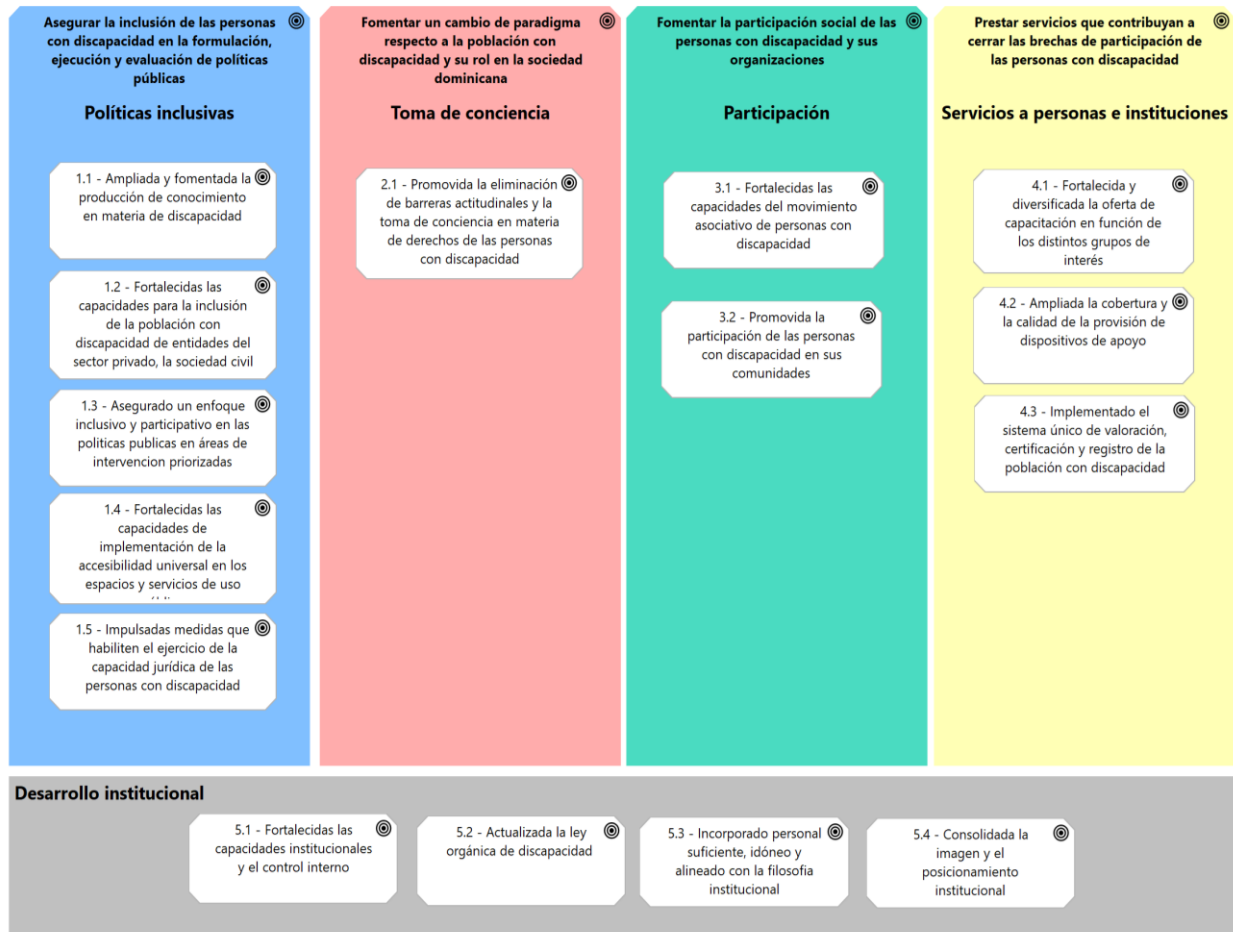 Asegurar la inclusión de las personas
con discapacidad en la formulación,
ejecución y evaluación de políticas
públicas
Políticas inclusivas
1.1 - Ampliada y fomentada la
producción de conocimiento
en materia de discapacidad
1.2 - Fortalecidas las
capacidades para la inclusión
de la población con
discapacidad de entidades del
sector privado, la sociedad civil
1.3 - Asegurado un enfoque
inclusivo y participativo en las
politicas publicas en áreas de
intervencion priorizadas
1.4 - Fortalecidas las
capacidades de
implementación de la
accesibilidad universal en los
espacios y servicios de uso
1.5 - Impulsadas medidas que
habiliten el ejercicio de la
capacidad jurídica de las
personas con discapacidad
Fomentar un cambio de paradigma
respecto a la población con
discapacidad y su rol en la sociedad
dominicana
Toma de conciencia
2.1 - Promovida la eliminación
de barreras actitudinales y la
toma de conciencia en materia
de derechos de las personas
con discapacidad
Fomentar la participación social de las
personas con discapacidad y sus
organizaciones
Participación
3.1 - Fortalecidas las
capacidades del movimiento
asociativo de personas con
discapacidad
3.2 - Promovida la
participación de las personas
con discapacidad en sus
comunidades
Prestar servicios que contribuyan a
cerrar las brechas de participación de
las personas con discapacidad
Servicios a personas e instituciones
4.1 - Fortalecida y
diversificada la oferta de
capacitación en función de
los distintos grupos de
interés
4.2 - Ampliada la cobertura y
la calidad de la provisión de
dispositivos de apoyo
4.3 - Implementado el
sistema único de valoración,
certificación y registro de la
población con discapacidad
Desarrollo institucional
5.1 - Fortalecidas las
capacidades institucionales
y el control interno
5.2 - Actualizada la ley
orgánica de discapacidad
5.3 - Incorporado personal
suficiente, idóneo y
alineado con la filosofia
institucional
5.4 - Consolidada la
imagen y el
posicionamiento
institucional